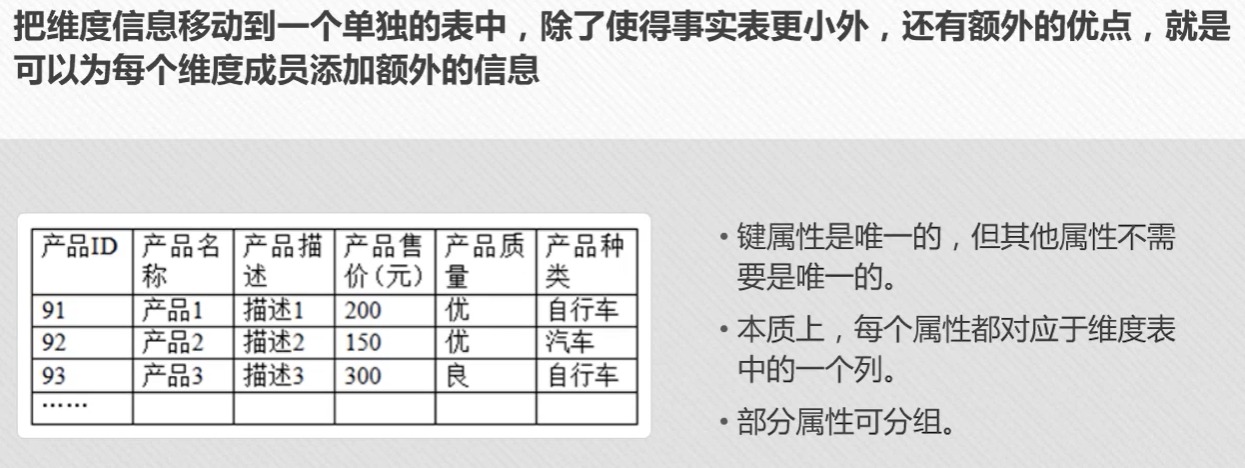 把维度信息移动到一个单独的表中，除了使得事实表更小外，还有额外的优点，就是
可以为每个维度成员添加额外的信息
产品ID 产品名称 产品描述 产品售价（元） 产品质量 产品种类
91 产品1 描述1 200 优 自行车
92 产品2 描述2 150 优 汽车
93 产品3 描述3 300 良 自行车
……
•键属性是唯一的，但其他属性不需
要是唯一的。
•本质上，每个属性都对应于维度表
中的一个列。
•部分属性可分组。